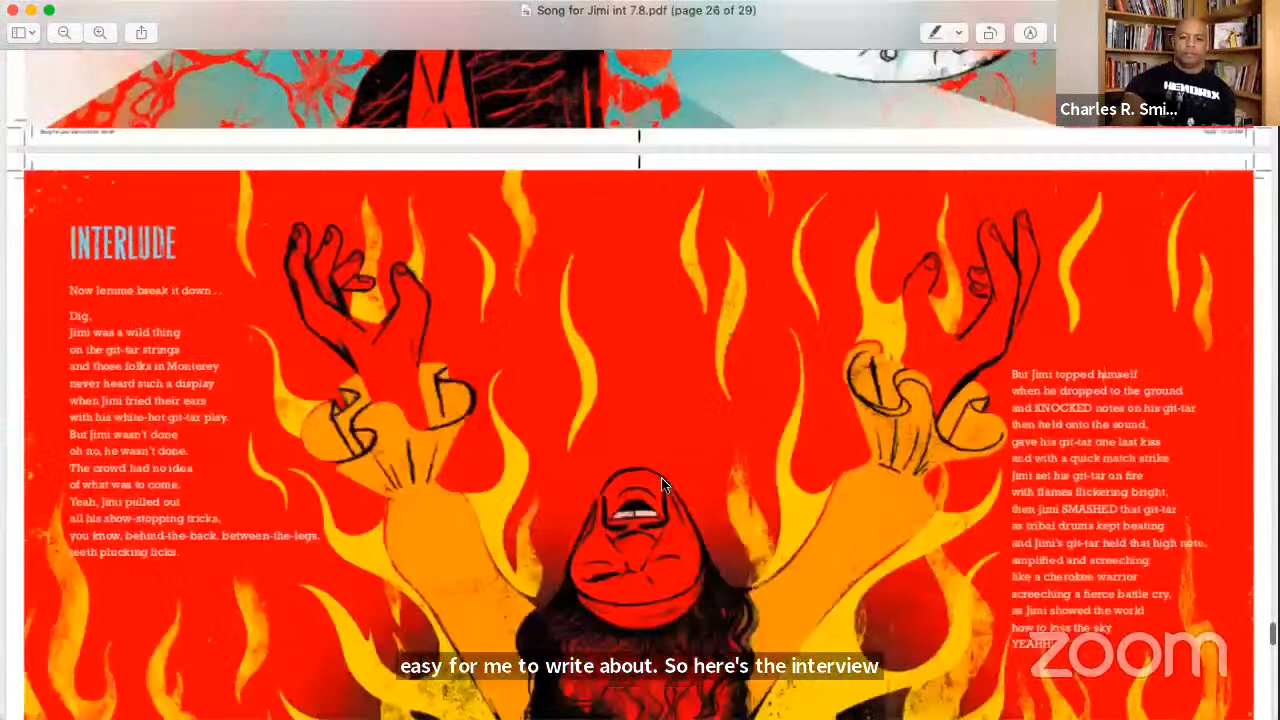 Song for Jimi int 7.8.pdf (page 26 of 29)
HENDRIX
Charles R. Smi...
INTERLUDE
Now lemme break it down . .
Dig,
Jimi was a wild thing
on the git-tar strings
and those folks in Monterey
never heard such a display
when Jimi fried their ears
with his white-hot git-tar play.
But Jimi wasn't done
oh no, he wasn't done.
The crowd had no idea
of what was to come.
Yeah, Jimi pulled out
all his show-stopping tricks,
you know, behind-the-back, between-the-legs,
teeth plucking licks.
But Jimi topped himself
when he dropped to the ground
and KNOCKED notes on his git-tar
then held onto the sound,
gave his git-tar one last kiss
and with a quick match strike
Jimi set his git-tar on fire
with flames flickering bright,
then Jimi SMASHED that git-tar
as tribal drums kept beating
and Jimi's git-tar held that high note,
amplified and screeching
like a cherokee warrior
screeching a fierce battle cry,
as Jimi showed the world
how to kiss the sky
zoom
easy for me to write about. So here's the interview